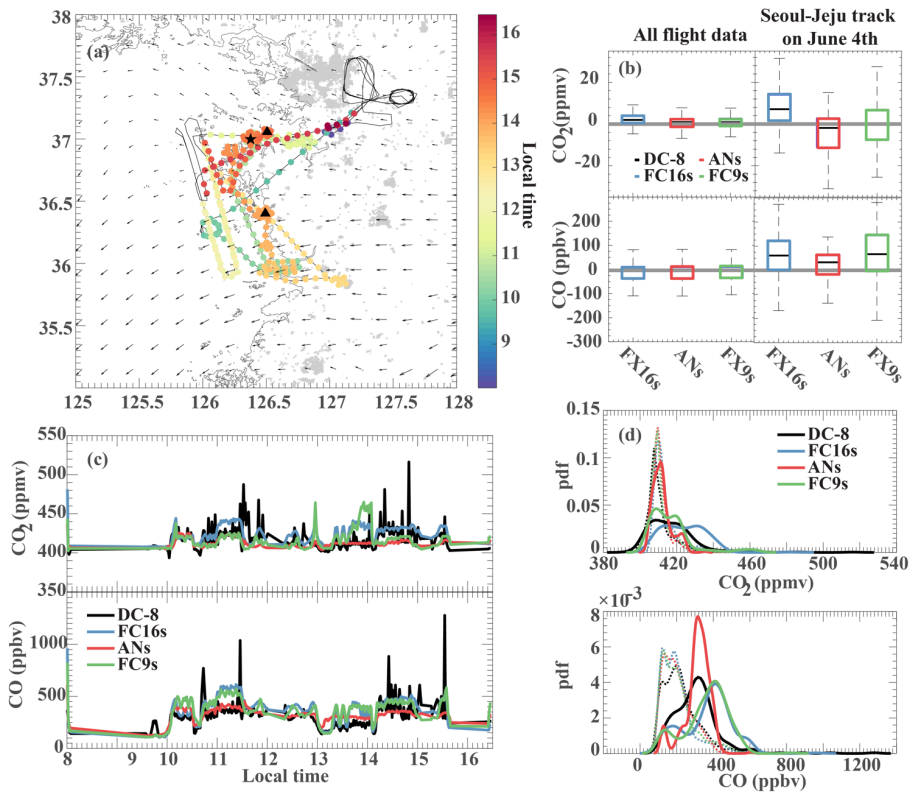 (a)
38
37.5
37
36.5
36
35.5
125
125.5
126
126.5
127
127.5
128
16
15
14
13
12
11
10
9
Local time
All flight data
Seoul-Jeju track
on June 4th
(b)
CO2(ppmv)
20
0
-20
DC-8
ANs
FC16s
FC9s
CO (ppbv)
200
100
0
-100
-200
-300
FX16s
ANs
FX9s
FX16s
ANs
FX9s
(c)
CO2 (ppmv)
550
500
450
400
350
DC-8
FC16s
ANs
FC9s
CO (ppbv)
1000
500
0
8
9
10
11
12
13
14
15
16
Local time
(d)
pdf
0.15
0.1
0.05
0
DC-8
FC16s
ANs
FC9s
382
420
460
500
540
CO2 (ppmv)
×10-3
pdf
8
6
4
2
0
0
400
800
1200
CO (ppbv)